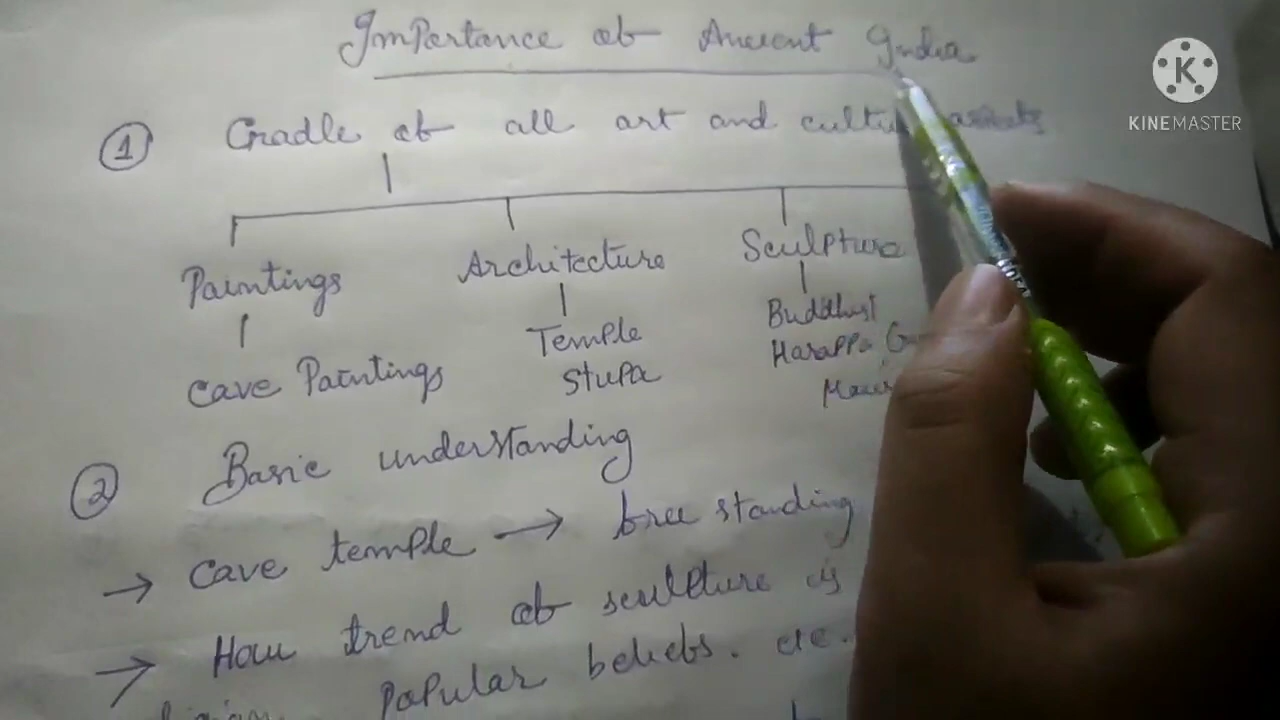 Importance of Ancient India
K
KINEMASTER
① Cradle of all art and culture
Paintings Architecture Sculpture
Cave Paintings Temple Buddhist
Stupa Harappa,
② Basic understanding
→ Cave temple → free standing
→ How trend of sculpture is
popular beliefs. etc.